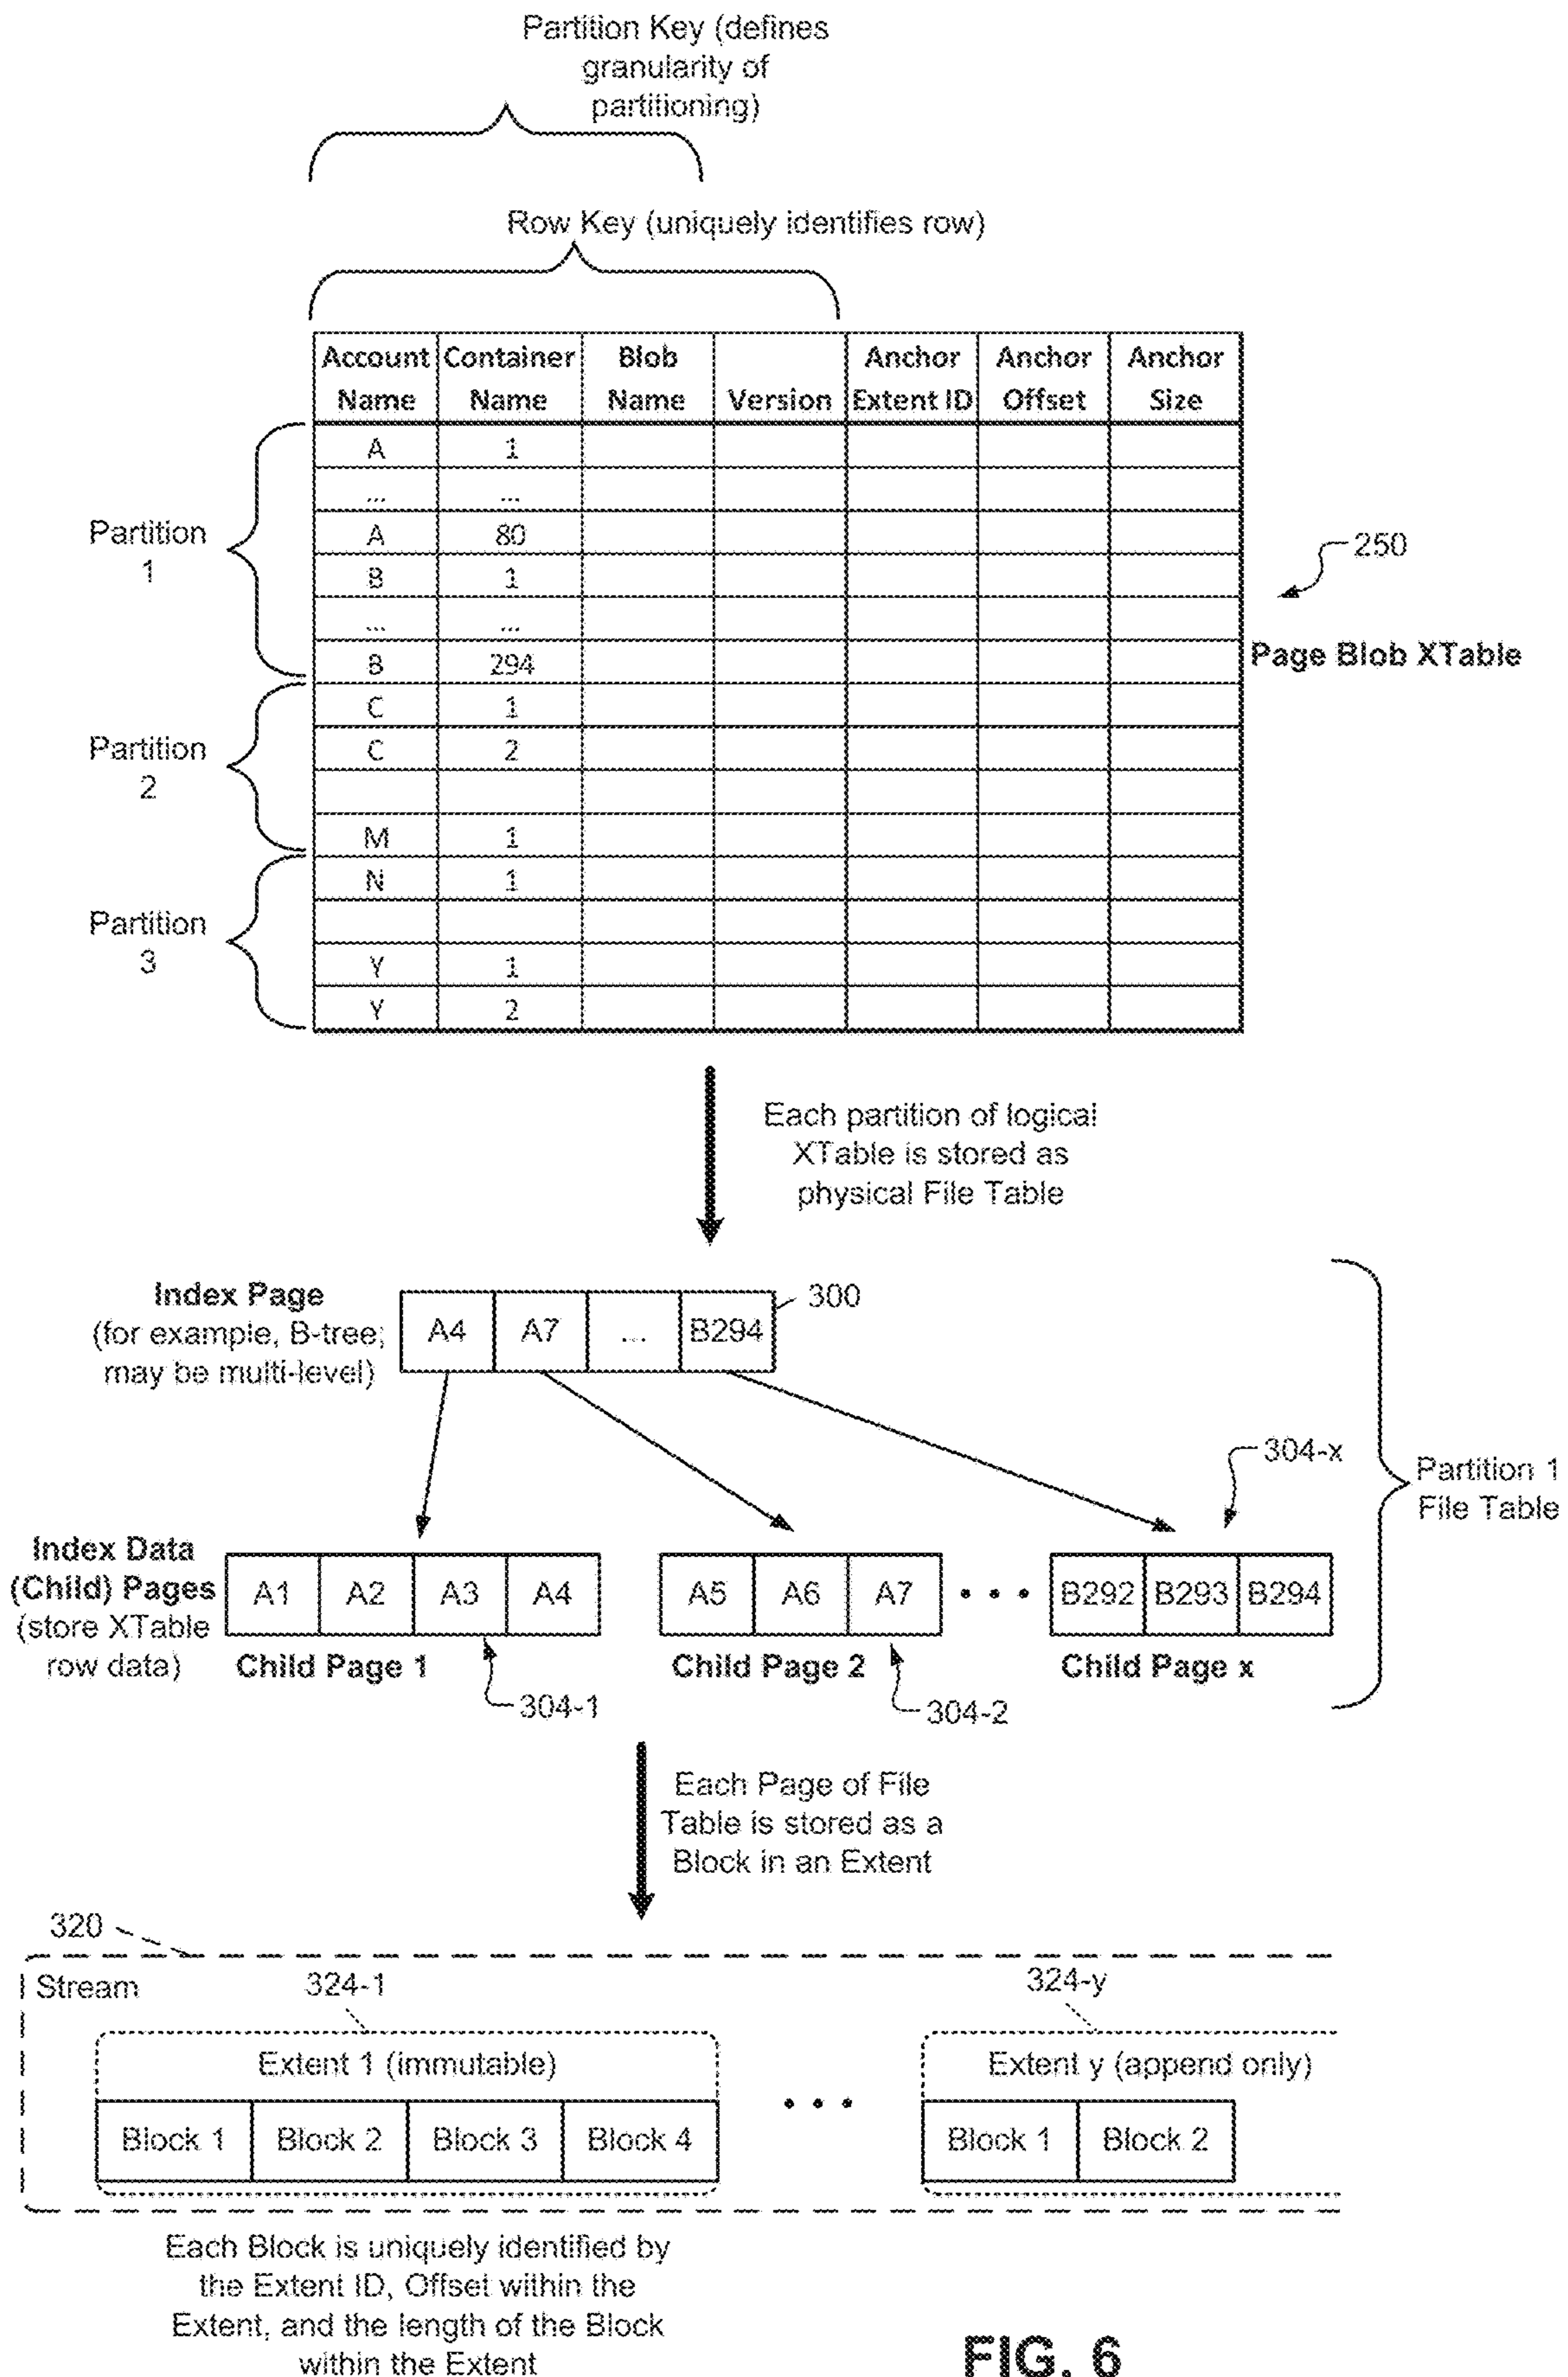 Partition Key (defines
granularity of
partitioning)
Row Key (uniquely identifies row)
Account Name Container Name Blob Name Version Anchor Extent ID Anchor Offset Anchor Size
A 1
... ...
A 80
B 1
... ...
B 294
C 1
C 2
M 1
N 1
Y 1
Y 2
Partition
1
Partition
2
Partition
3
250
Page Blob XTable
Each partition of logical
XTable is stored as
physical File Table
Index Page
(for example, B-tree;
may be multi-level)
A4 A7 ... B294
300
304-x
Partition 1
File Table
Index Data
(Child) Pages
(store XTable
row data)
A1 A2 A3 A4
A5 A6 A7
• • •
B292 B293 B294
Child Page 1
Child Page 2
Child Page x
304-1
304-2
Each Page of File
Table is stored as a
Block in an Extent
320
Stream
324-1
324-y
Extent 1 (immutable)
Extent y (append only)
Block 1 Block 2 Block 3 Block 4
• • •
Block 1 Block 2
Each Block is uniquely identified by
the Extent ID, Offset within the
Extent, and the length of the Block
within the Extent
FIG. 6